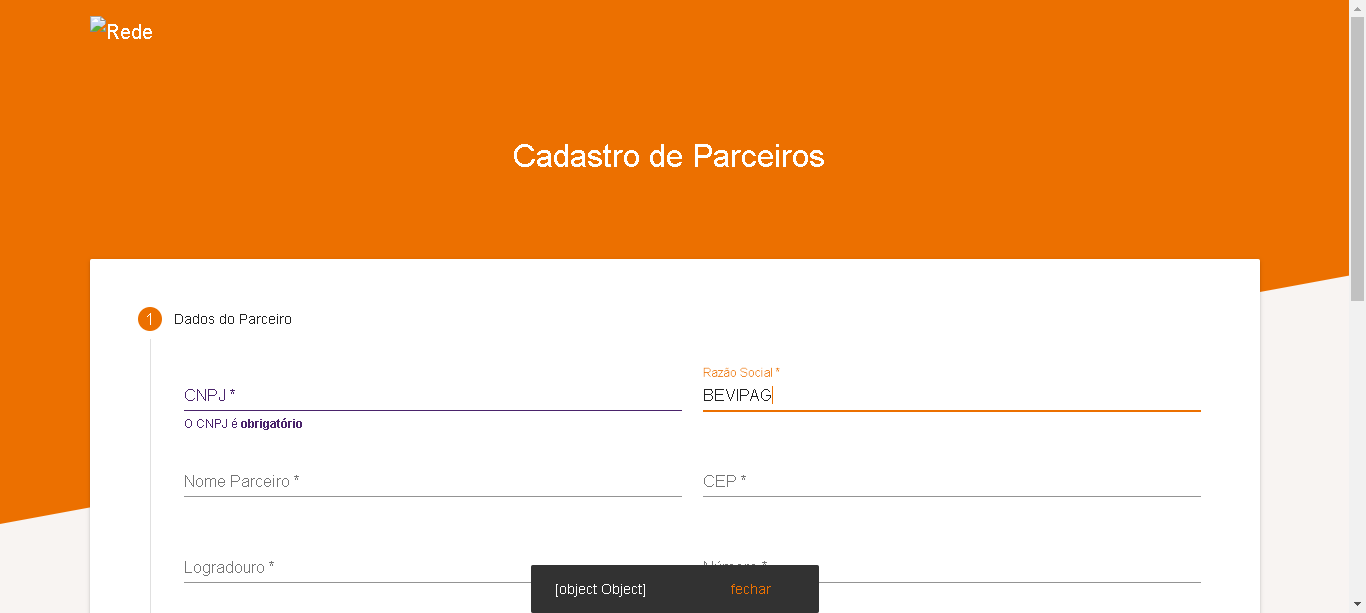 Rede
Cadastro de Parceiros
1 Dados do Parceiro
CNPJ *
O CNPJ é obrigatório
Razão Social *
BEVIPAG
Nome Parceiro *
CEP *
Logradouro *
Número *
[object Object] fechar